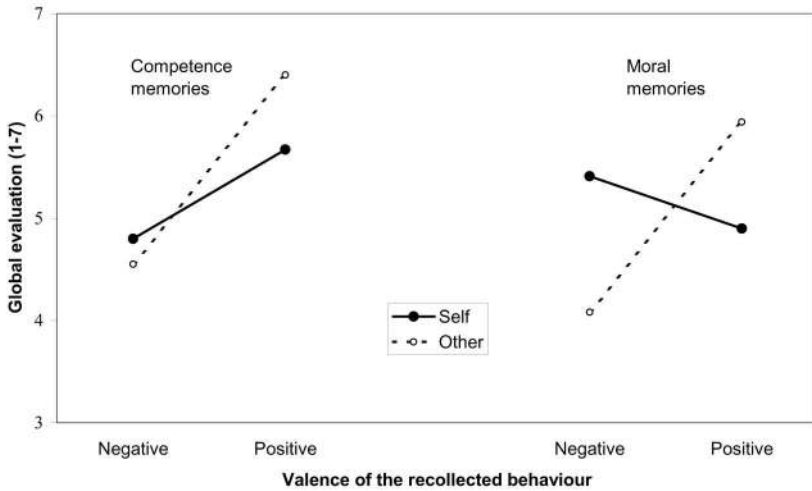 7
Competence
memories
Moral
memories
6
Global evaluation (1-7)
5
4
Self
Other
3
Negative Positive Negative Positive
Valence of the recollected behaviour